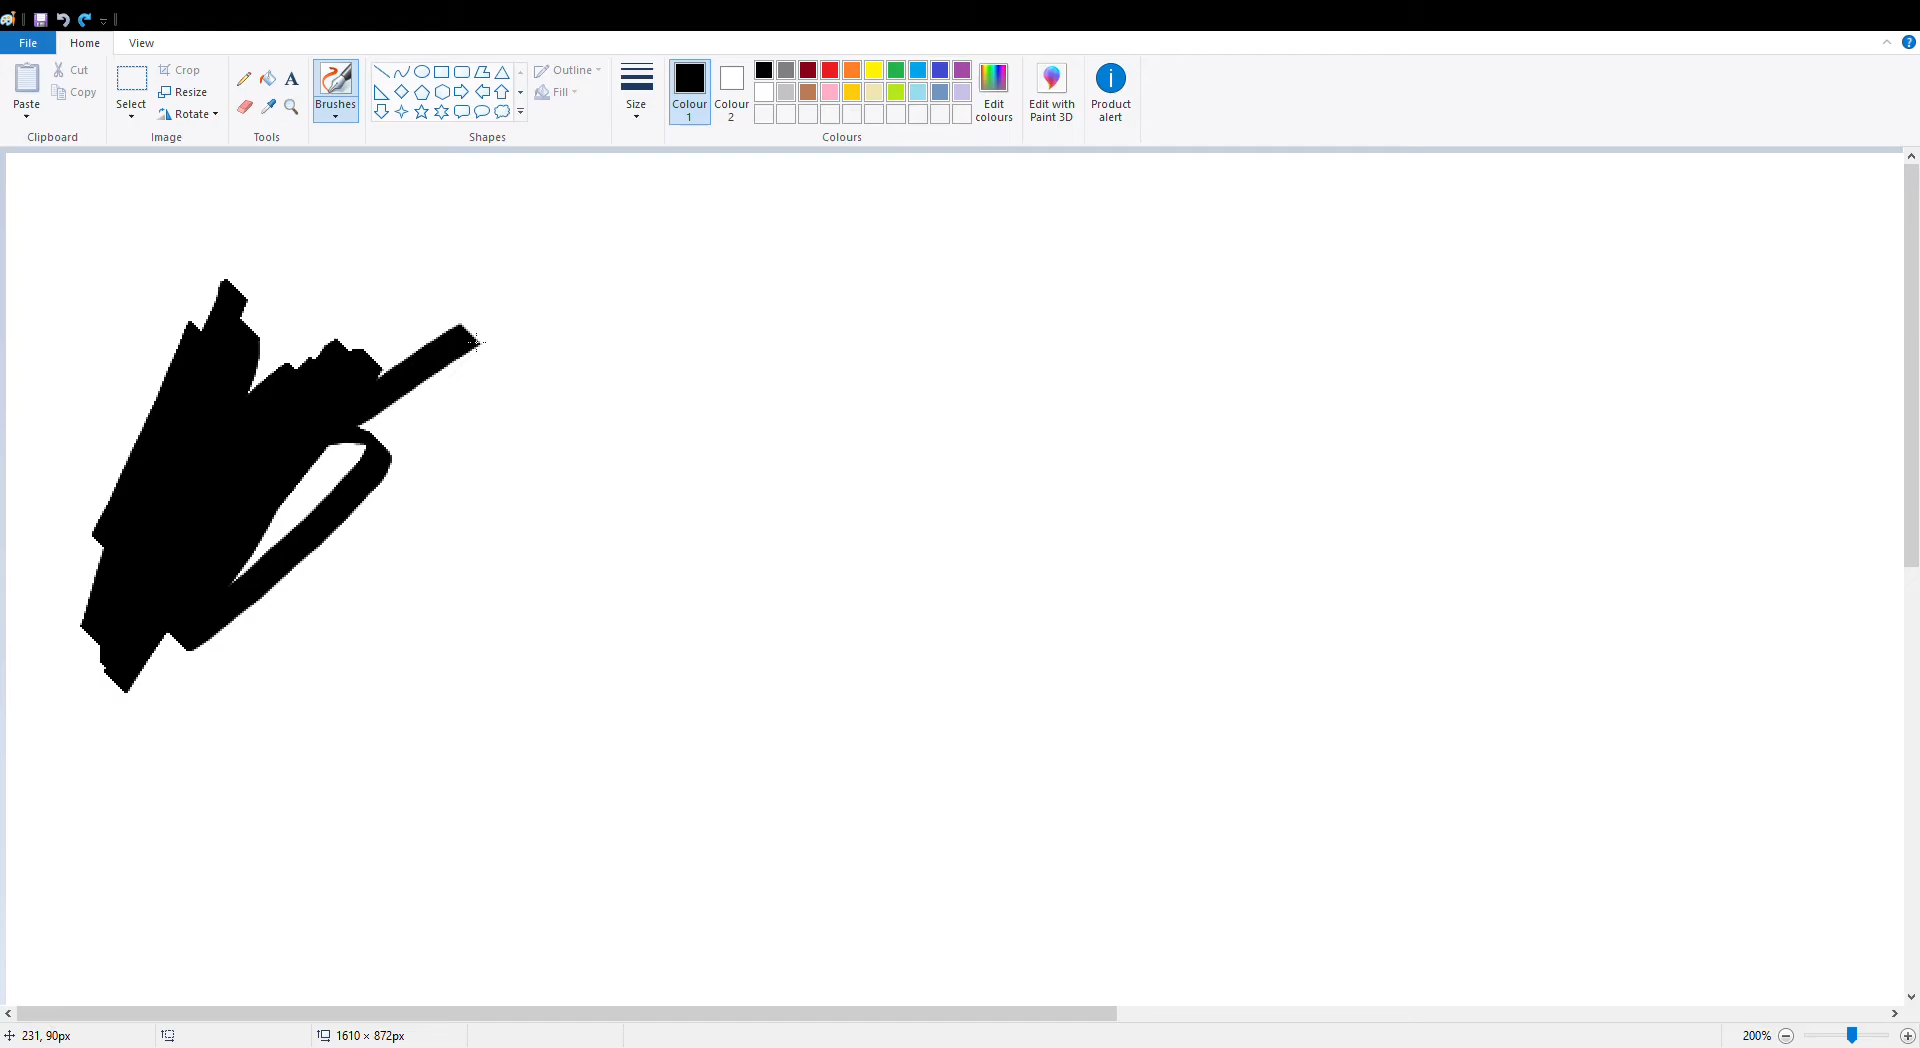 File Home View
Paste Cut Copy Select Crop Resize Rotate A Brushes Outline Fill Size Colour 1 Colour 2 Edit colours Edit with Paint 3D Product alert
Clipboard Image Tools Shapes Colours
231, 90px 1610 × 872px 200%